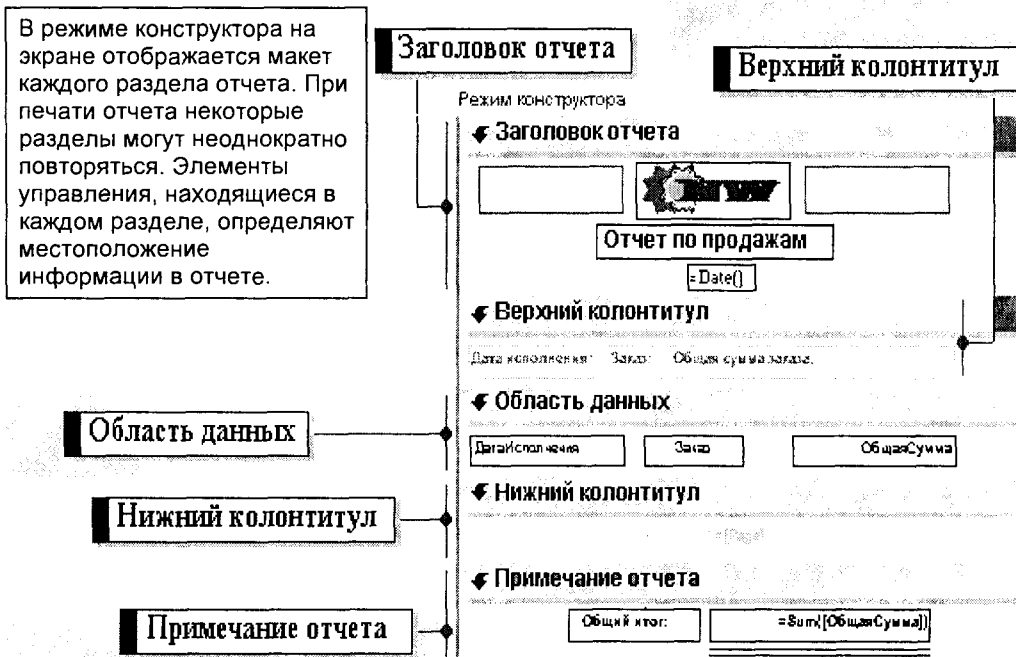 В режиме конструктора на
экране отображается макет
каждого раздела отчета. При
печати отчета некоторые
разделы могут неоднократно
повторяться. Элементы
управления, находящиеся в
каждом разделе, определяют
местоположение
информации в отчете.
Заголовок отчета
Верхний колонтитул
Режим конструктора
Заголовок отчета
Отчет по продажам
=Date()
Верхний колонтитул
Дата исполнения: Заказ: Общая сумма заказа:
Область данных
Область данных
ДатаИсполнения Заказ ОбщаяСумма
Нижний колонтитул
Нижний колонтитул
Примечание отчета
Примечание отчета
Общий итог: =Sum([ОбщаяСумма])